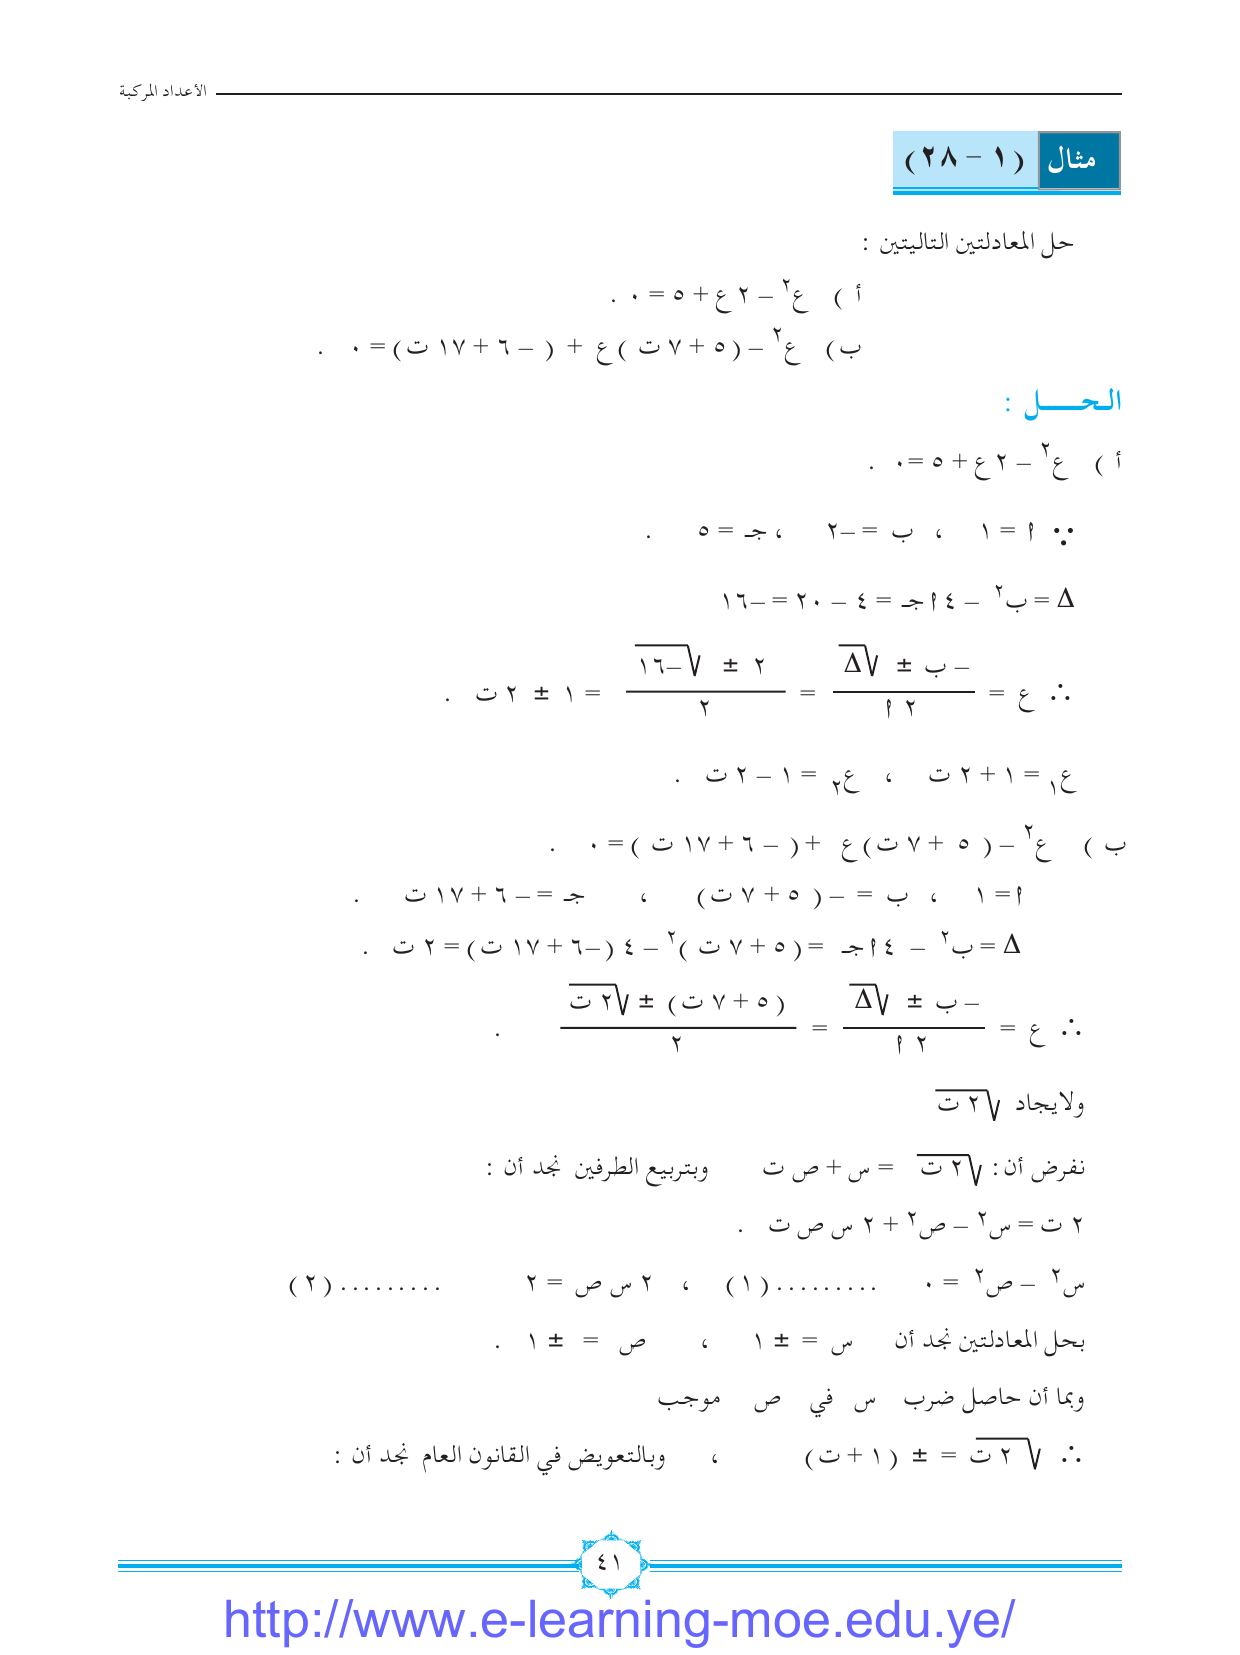 الأعداد المركبة
مثال (١ – ٢٨)
حل المعادلتين التاليتين :
أ ) ع٢ – ٢ ع + ٥ = ٠ .
ب) ع٢ – (٥ + ٧ ت ) ع + ( – ٦ + ١٧ ت) = ٠ .
الـحـــــل :
أ ) ع٢ – ٢ ع + ٥ = ٠ .
∵ ا = ١ ، ب = –٢ ، جـ = ٥ .
Δ = ب٢ – ٤ ا جـ = ٤ – ٢٠ = –١٦
∴ ع = (– ب ± √Δ) / (٢ ا) = (٢ ± √–١٦) / ٢ = ١ ± ٢ ت .
ع١ = ١ + ٢ ت ، ع٢ = ١ – ٢ ت .
ب ) ع٢ – ( ٥ + ٧ ت) ع + ( – ٦ + ١٧ ت ) = ٠ .
ا = ١ ، ب = – ( ٥ + ٧ ت) ، جـ = – ٦ + ١٧ ت .
Δ = ب٢ – ٤ ا جـ = (٥ + ٧ ت )٢ – ٤ (–٦ + ١٧ ت) = ٢ ت .
∴ ع = (– ب ± √Δ) / (٢ ا) = ((٥ + ٧ ت) ± √٢ ت) / ٢ .
ولايجاد √٢ ت
نفرض أن : √٢ ت = س + ص ت وبتربيع الطرفين نجد أن :
٢ ت = س٢ – ص٢ + ٢ س ص ت .
س٢ – ص٢ = ٠ ......... (١) ، ٢ س ص = ٢ ......... (٢)
بحل المعادلتين نجد أن س = ± ١ ، ص = ± ١ .
وبما أن حاصل ضرب س في ص موجب
∴ √٢ ت = ± (١ + ت) ، وبالتعويض في القانون العام نجد أن :
٤١
http://www.e-learning-moe.edu.ye/